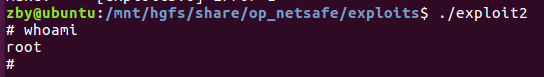 zby@ubuntu:/mnt/hgfs/share/op_netsafe/exploits$ ./exploit2
# whoami
root
#